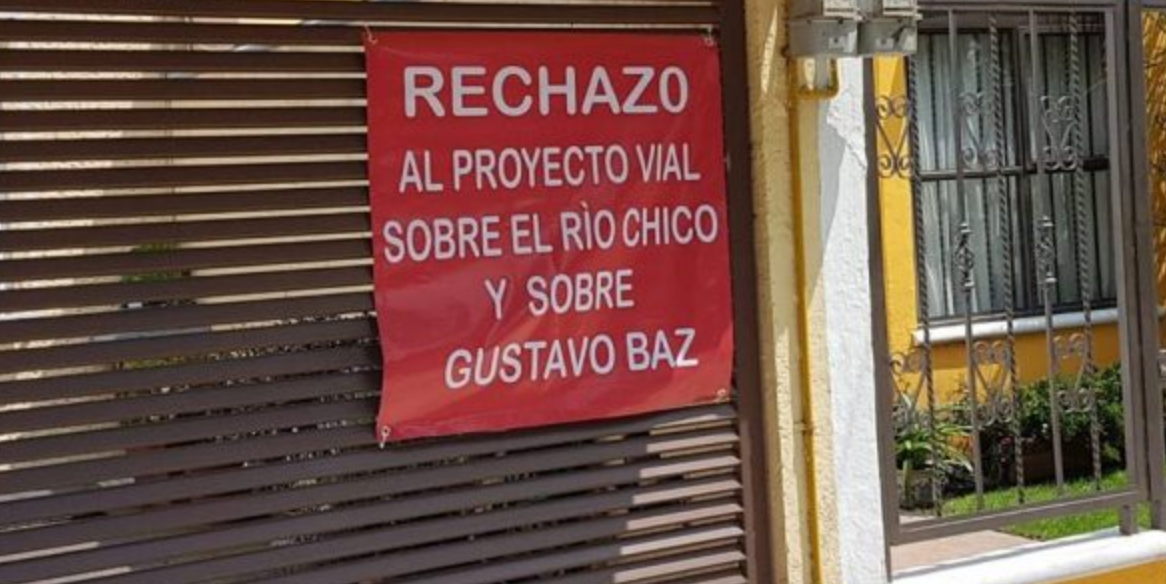 RECHAZO
AL PROYECTO VIAL
SOBRE EL RÌO CHICO
Y SOBRE
GUSTAVO BAZ